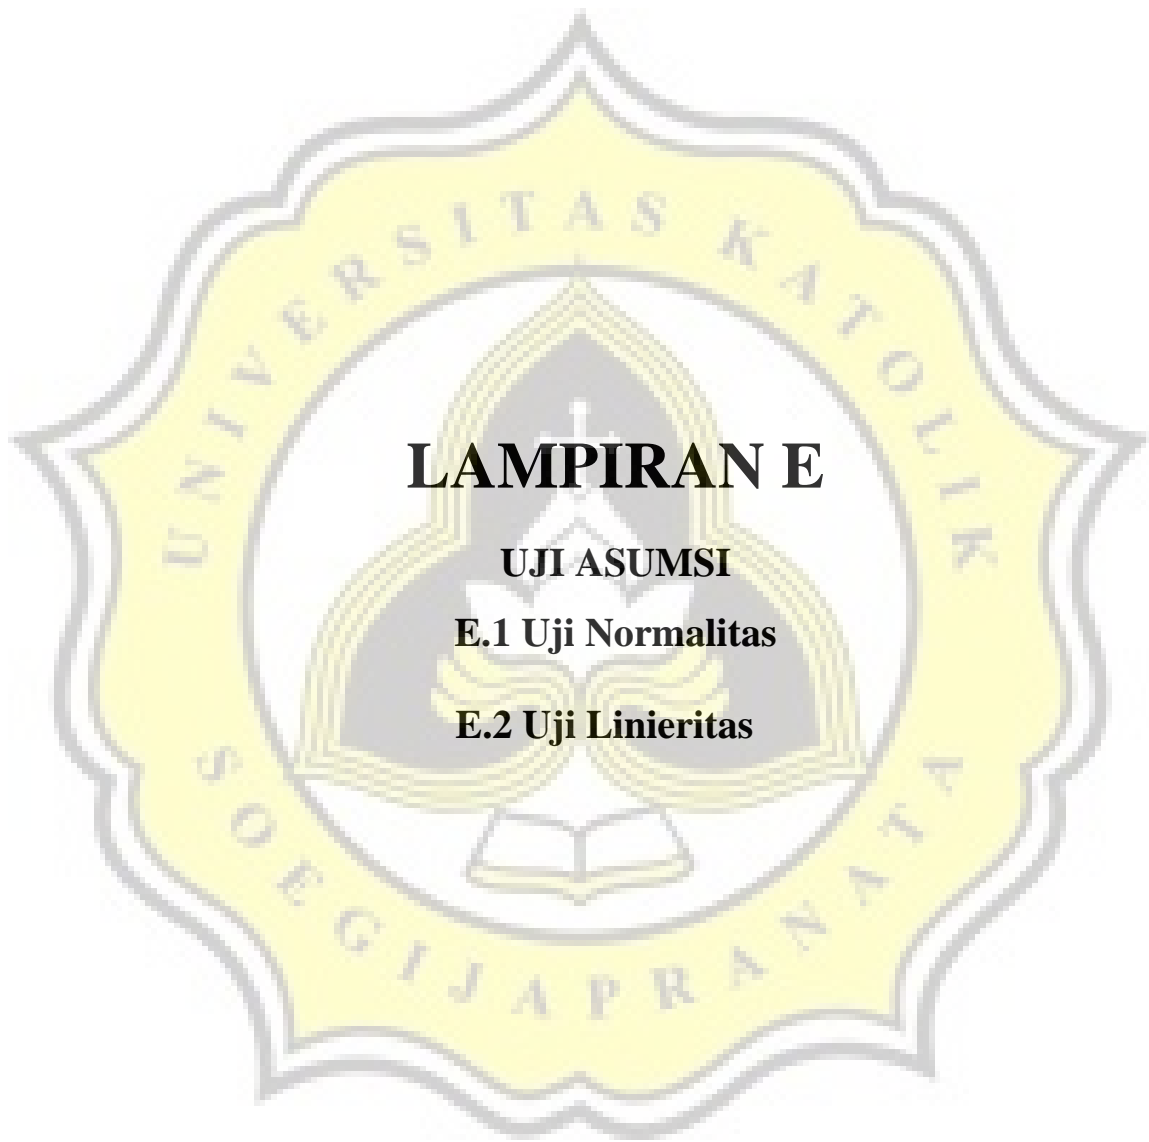 UNIVERSITAS KATOLIK
LAMPIRAN E
UJI ASUMSI
E.1 Uji Normalitas
E.2 Uji Linieritas
SOEGIJAPRANATA